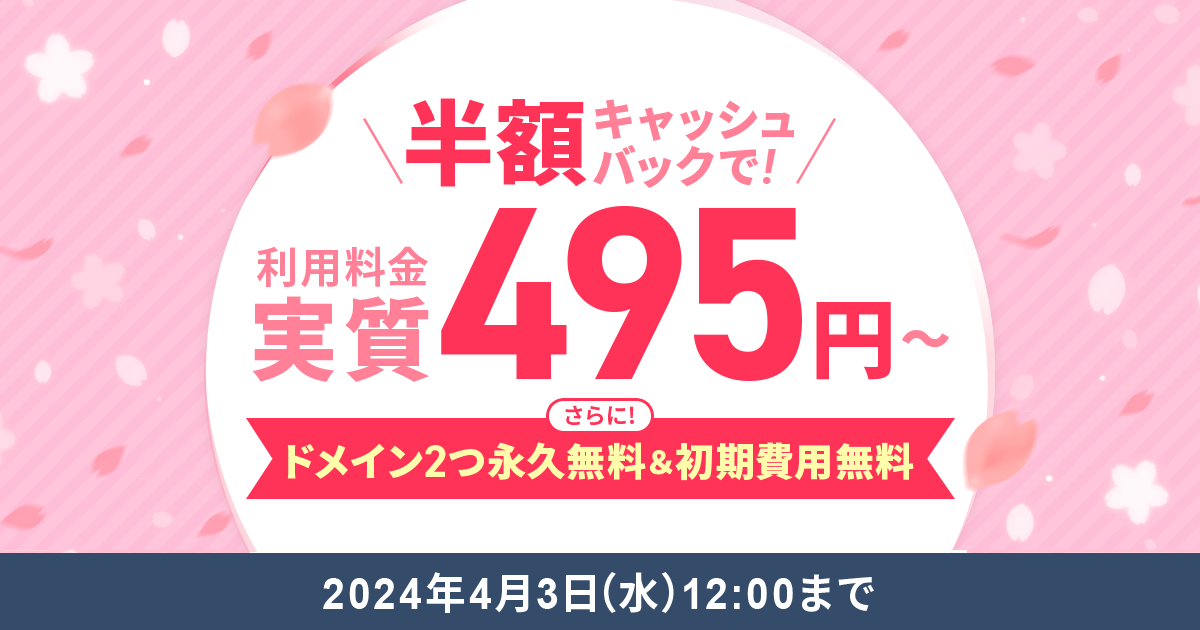 半額キャッシュ
バックで!
利用料金
実質495円~
さらに!
ドメイン2つ永久無料&初期費用無料
2024年4月3日(水)12:00まで